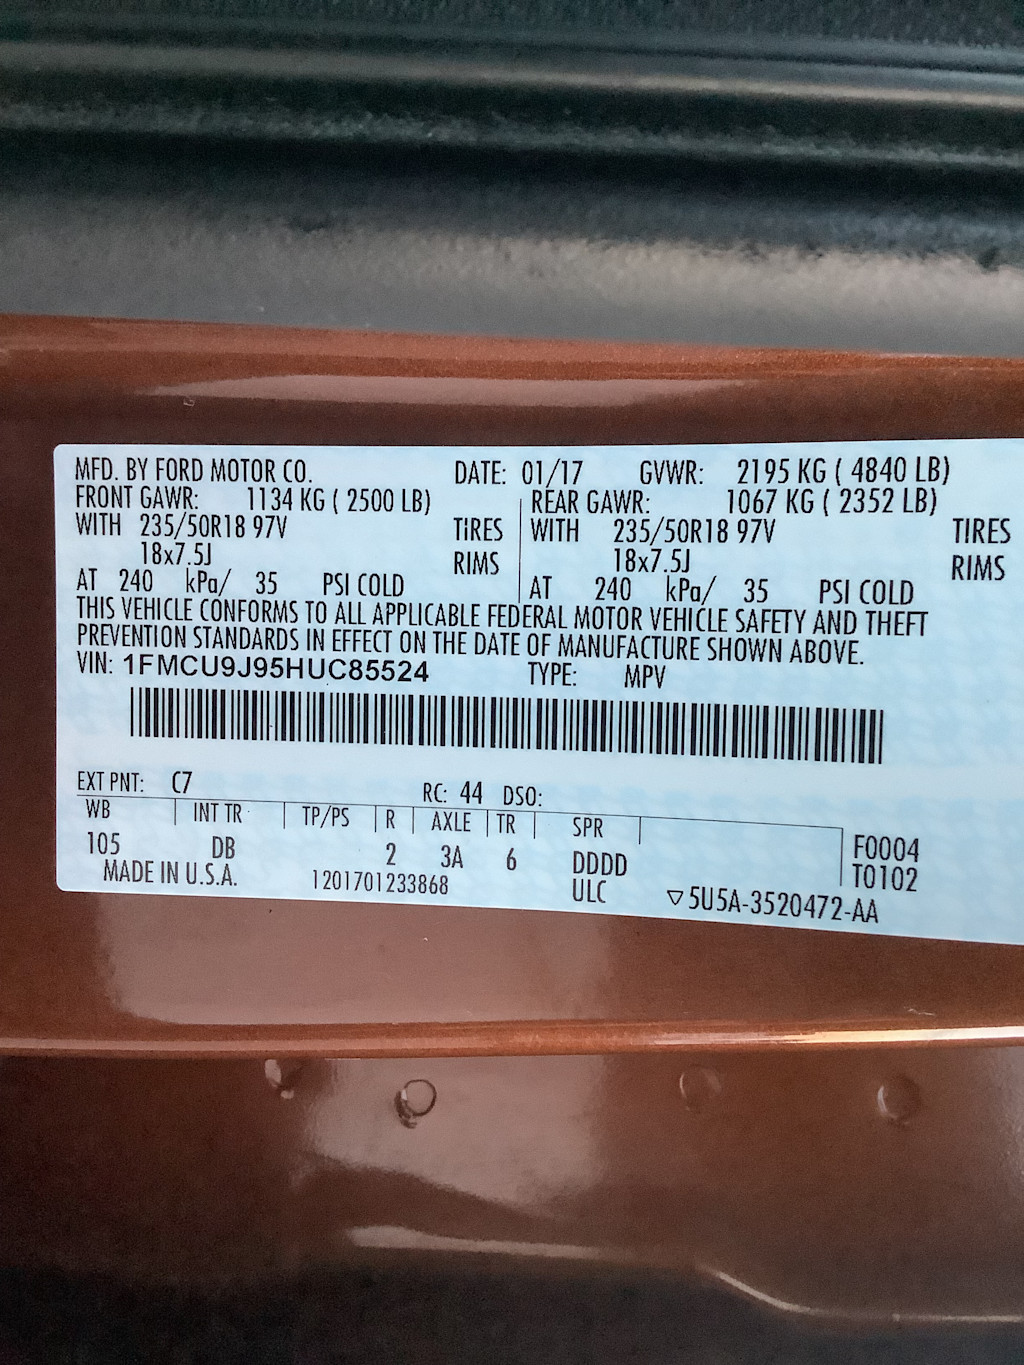 MFD. BY FORD MOTOR CO. DATE: 01/17 GVWR: 2195 KG ( 4840 LB)
FRONT GAWR: 1134 KG ( 2500 LB) REAR GAWR: 1067 KG ( 2352 LB)
WITH 235/50R18 97V TIRES WITH 235/50R18 97V TIRES
18x7.5J RIMS 18x7.5J RIMS
AT 240 kPa/ 35 PSI COLD AT 240 kPa/ 35 PSI COLD
THIS VEHICLE CONFORMS TO ALL APPLICABLE FEDERAL MOTOR VEHICLE SAFETY AND THEFT
PREVENTION STANDARDS IN EFFECT ON THE DATE OF MANUFACTURE SHOWN ABOVE.
VIN: 1FMCU9J95HUC85524 TYPE: MPV
EXT PNT: C7 RC: 44 DSO:
WB INT TR TP/PS R AXLE TR SPR
105 DB 2 3A 6 DDDD F0004
MADE IN U.S.A. 1201701233868 ULC T0102
▽5U5A-3520472-AA